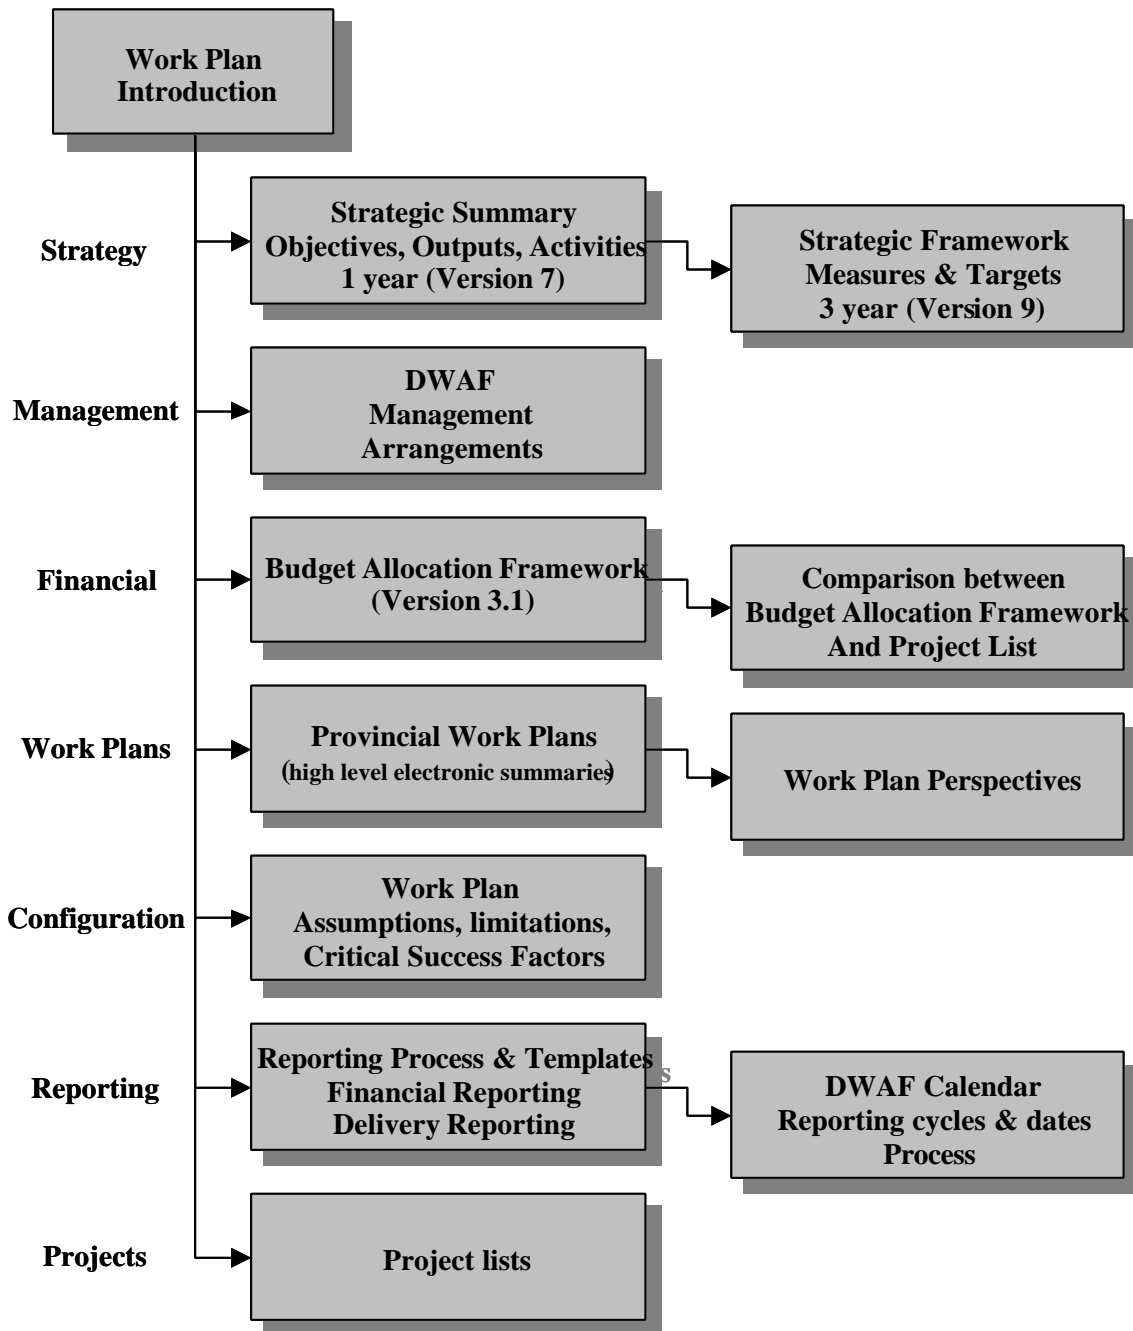 Work Plan
Introduction
Strategy
Strategic Summary
Objectives, Outputs, Activities
1 year (Version 7)
Strategic Framework
Measures & Targets
3 year (Version 9)
Management
DWAF
Management
Arrangements
Financial
Budget Allocation Framework
(Version 3.1)
Comparison between
Budget Allocation Framework
And Project List
Work Plans
Provincial Work Plans
(high level electronic summaries)
Work Plan Perspectives
Configuration
Work Plan
Assumptions, limitations,
Critical Success Factors
Reporting
Reporting Process & Templates
Financial Reporting
Delivery Reporting
DWAF Calendar
Reporting cycles & dates
Process
Projects
Project lists